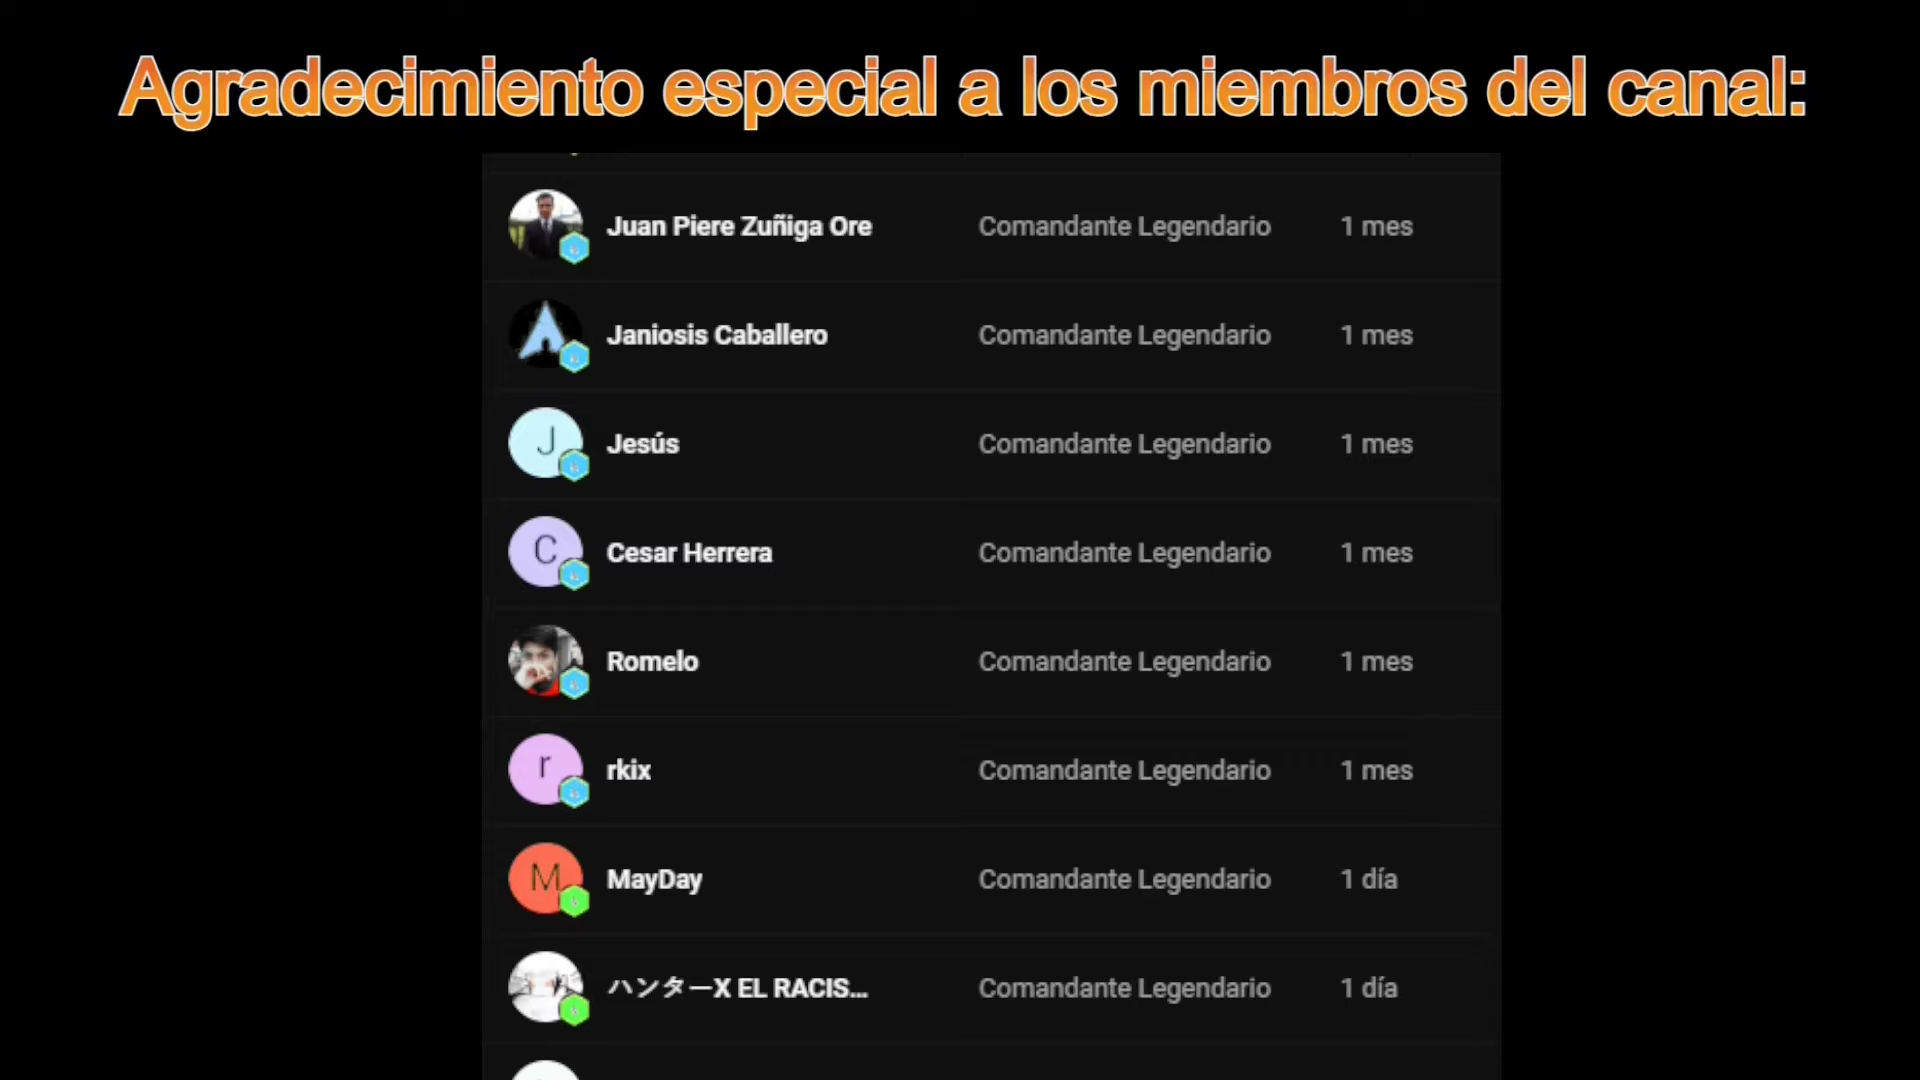 Agradecimiento especial a los miembros del canal:
Juan Piere Zuñiga Ore Comandante Legendario 1 mes
Janiosis Caballero Comandante Legendario 1 mes
J Jesús Comandante Legendario 1 mes
C Cesar Herrera Comandante Legendario 1 mes
Romelo Comandante Legendario 1 mes
r rkix Comandante Legendario 1 mes
M MayDay Comandante Legendario 1 día
ハンターX EL RACIS... Comandante Legendario 1 día